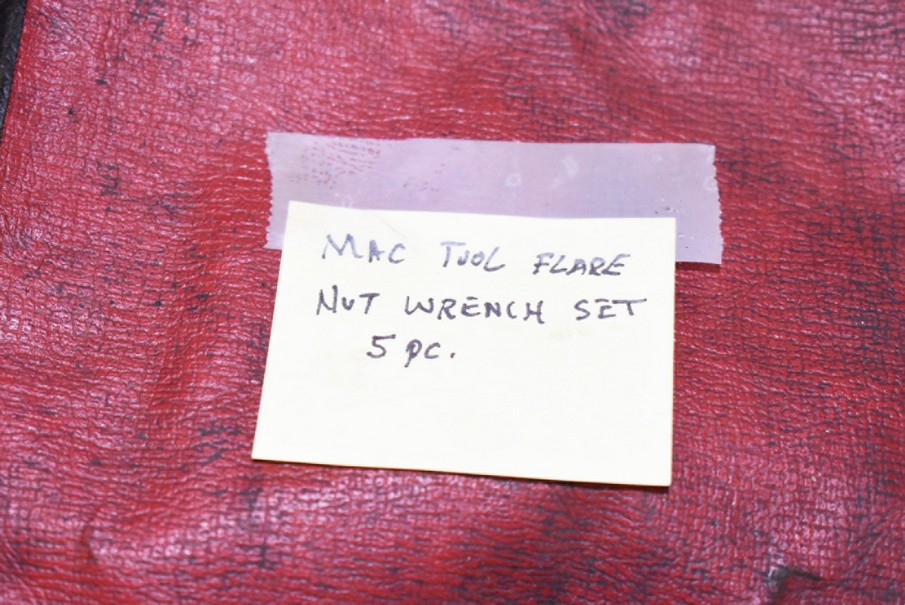 MAC TOOL FLARE
NUT WRENCH SET
5 pc.